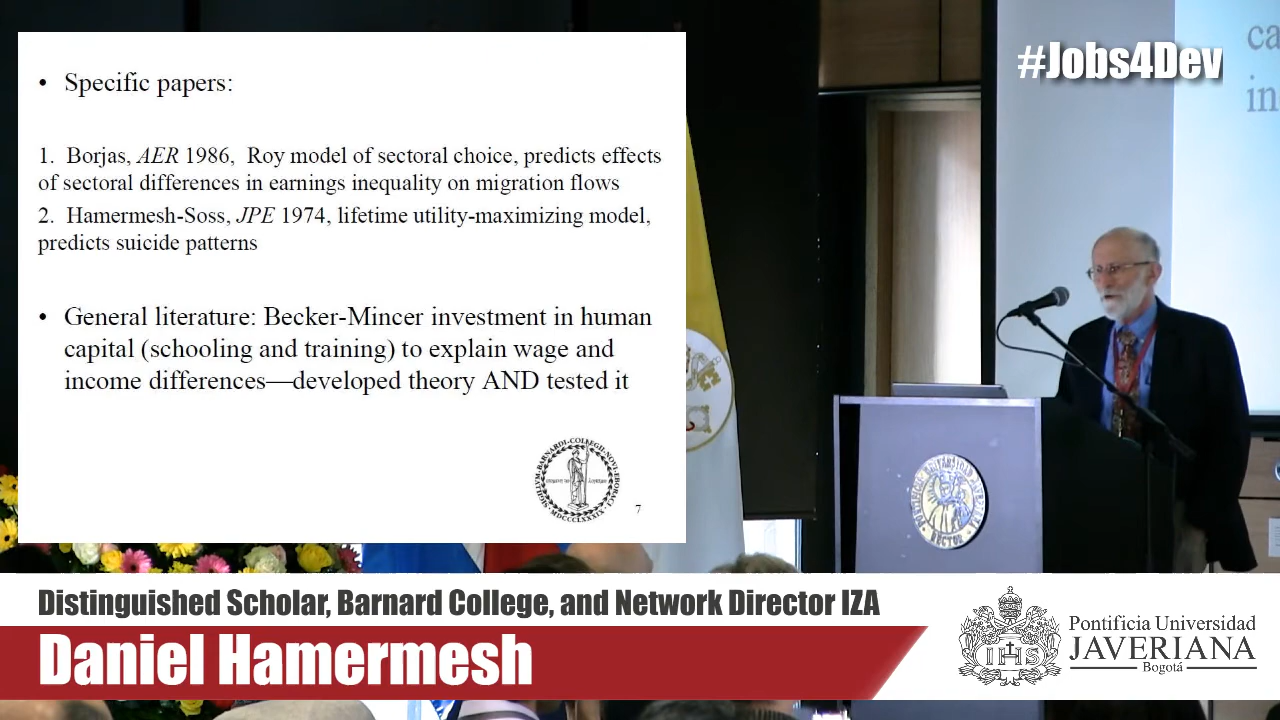 • Specific papers:
1. Borjas, AER 1986, Roy model of sectoral choice, predicts effects
of sectoral differences in earnings inequality on migration flows
2. Hamermesh-Soss, JPE 1974, lifetime utility-maximizing model,
predicts suicide patterns
• General literature: Becker-Mincer investment in human
capital (schooling and training) to explain wage and
income differences—developed theory AND tested it
7
#Jobs4Dev
ca
in
Distinguished Scholar, Barnard College, and Network Director IZA
Daniel Hamermesh
IHS
Pontificia Universidad
JAVERIANA
Bogotá